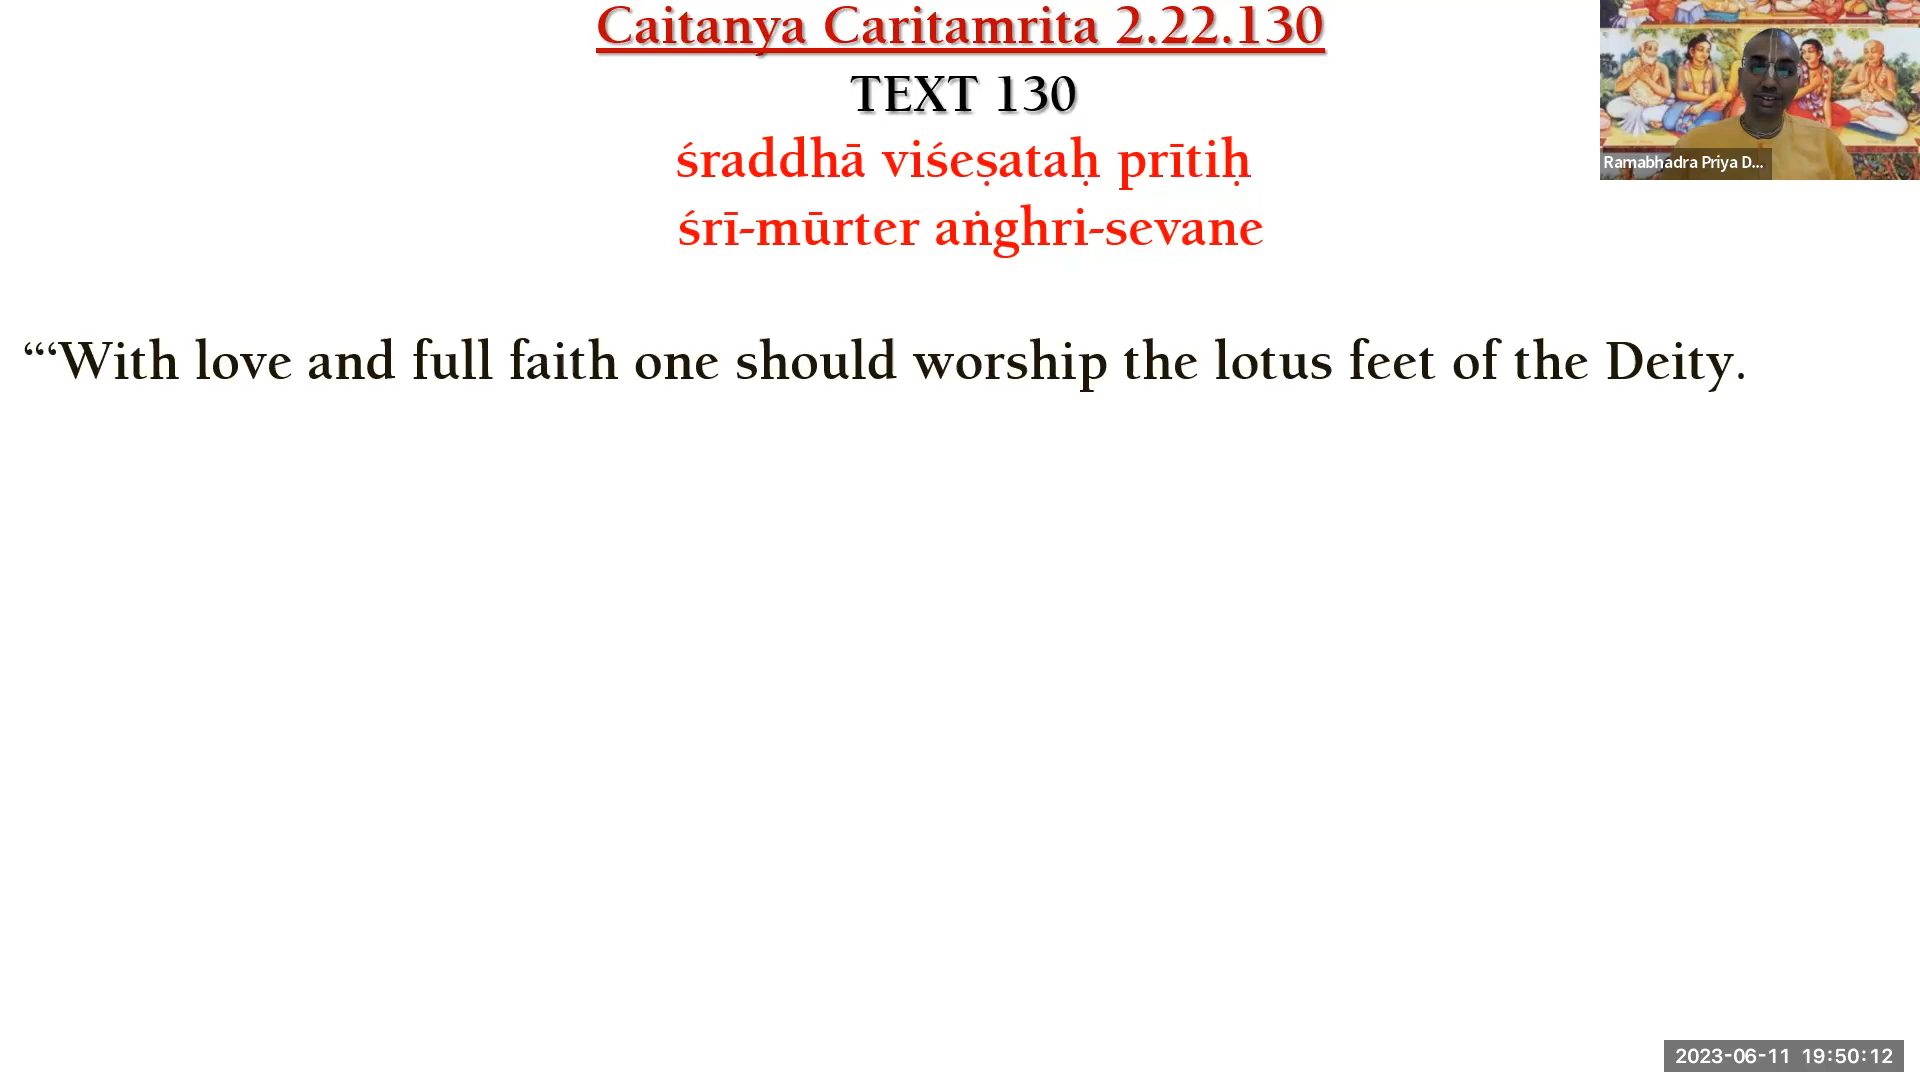 Caitanya Caritamrita 2.22.130
TEXT 130
śraddhā viśeṣataḥ prītiḥ
śrī-mūrter aṅghri-sevane
“‘With love and full faith one should worship the lotus feet of the Deity.
Ramabhadra Priya D...
2023-06-11 19:50:12